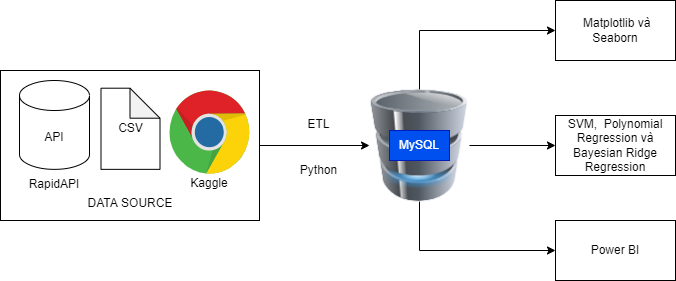 API
CSV
RapidAPI
Kaggle
DATA SOURCE
ETL
Python
MySQL
Matplotlib và
Seaborn
SVM, Polynomial
Regression và
Bayesian Ridge
Regression
Power BI